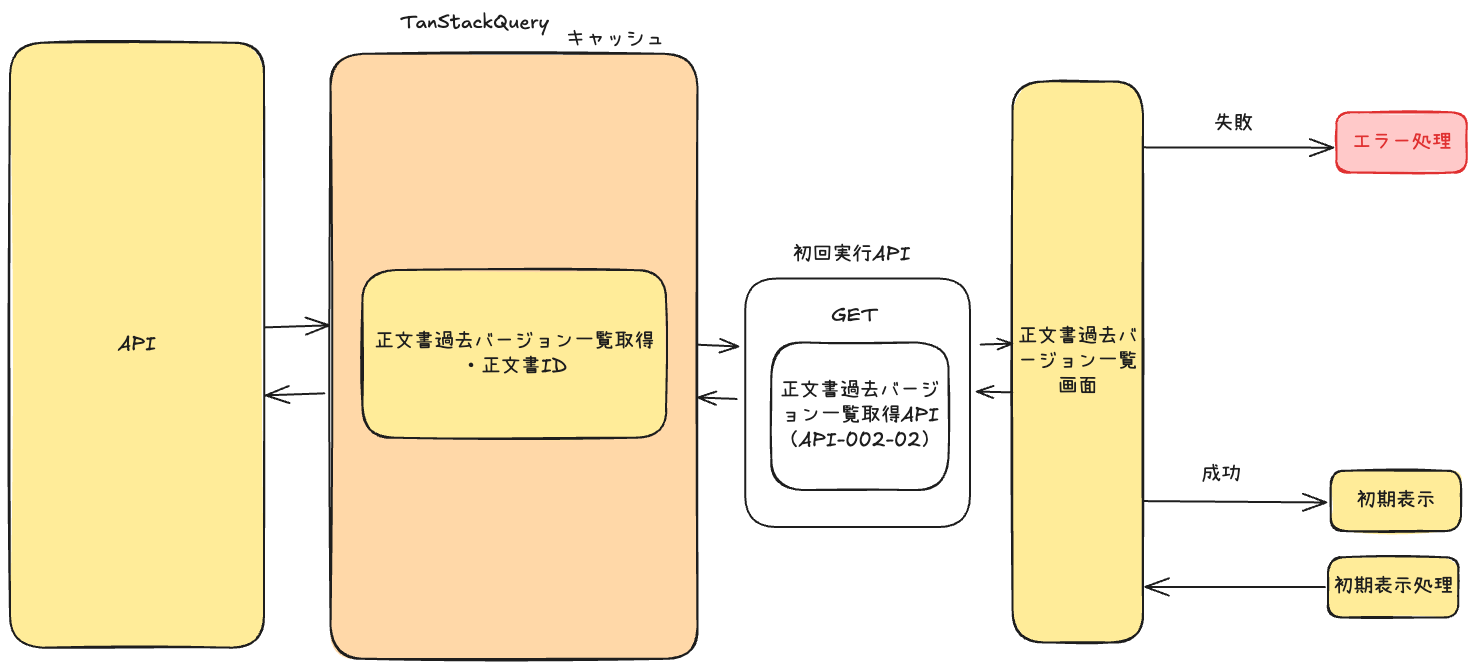 TanStackQuery
キャッシュ
API
正文書過去バージョン一覧取得
・正文書ID
初回実行API
GET
正文書過去バージ
ョン一覧取得API
（API-002-02）
正文書過去バ
ージョン一覧
画面
失敗
エラー処理
成功
初期表示
初期表示処理